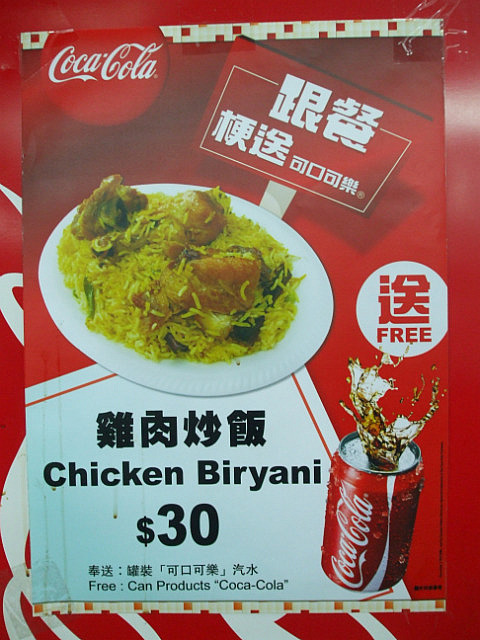 Coca-Cola
跟餐
梗送可口可樂®
送
FREE
雞肉炒飯
Chicken Biryani
$30
奉送：罐裝「可口可樂」汽水
Free : Can Products "Coca-Cola"
Coca-Cola